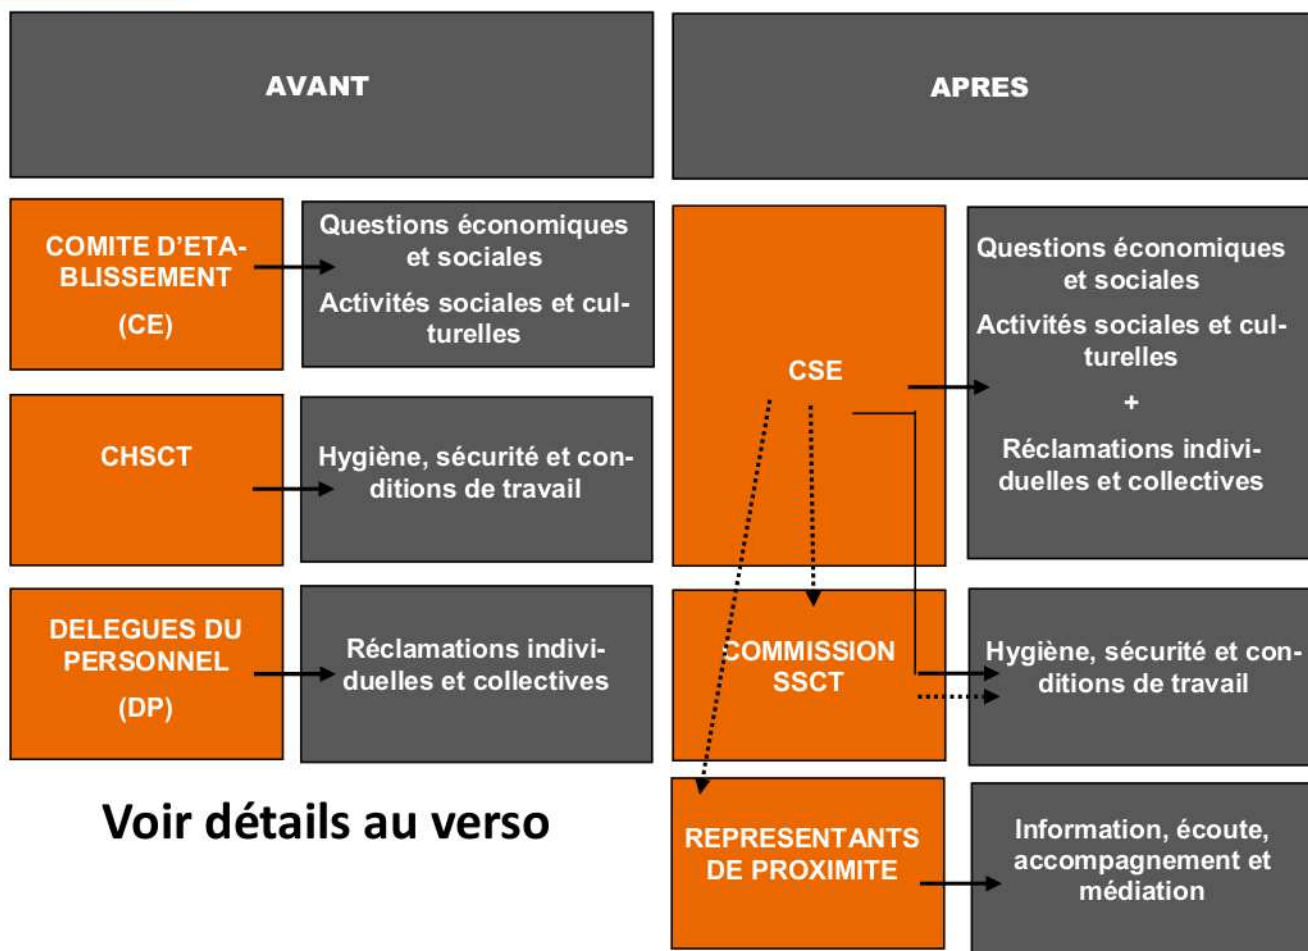 AVANT
COMITE D'ETA-
BLISSEMENT
(CE)
Questions économiques
et sociales
Activités sociales et cul-
turelles
CHSCT
Hygiène, sécurité et con-
ditions de travail
DELEGUES DU
PERSONNEL
(DP)
Réclamations indivi-
duelles et collectives
Voir détails au verso
APRES
CSE
Questions économiques
et sociales
Activités sociales et cul-
turelles
+
Réclamations indivi-
duelles et collectives
COMMISSION
SSCT
Hygiène, sécurité et con-
ditions de travail
REPRESENTANTS
DE PROXIMITE
Information, écoute,
accompagnement et
médiation